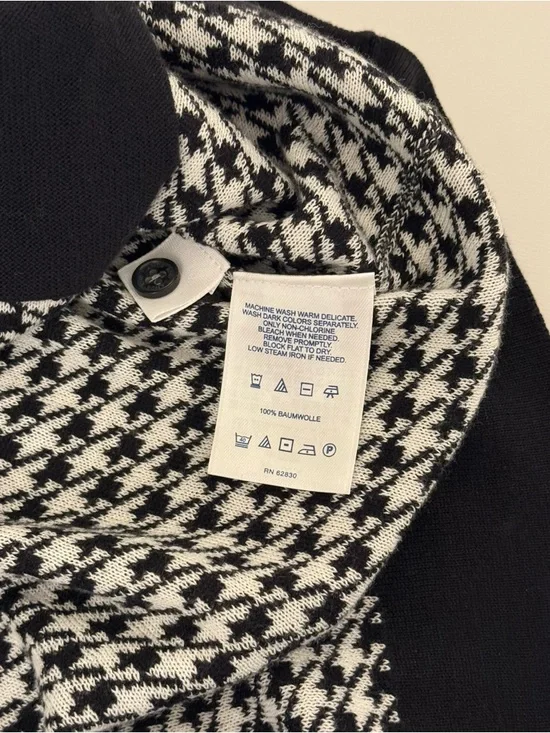 MACHINE WASH WARM DELICATE.
WASH DARK COLORS SEPARATELY.
ONLY NON-CHLORINE
BLEACH WHEN NEEDED.
REMOVE PROMPTLY.
BLOCK FLAT TO DRY.
LOW STEAM IRON IF NEEDED.
100% BAUMWOLLE
40 P
RN 62830